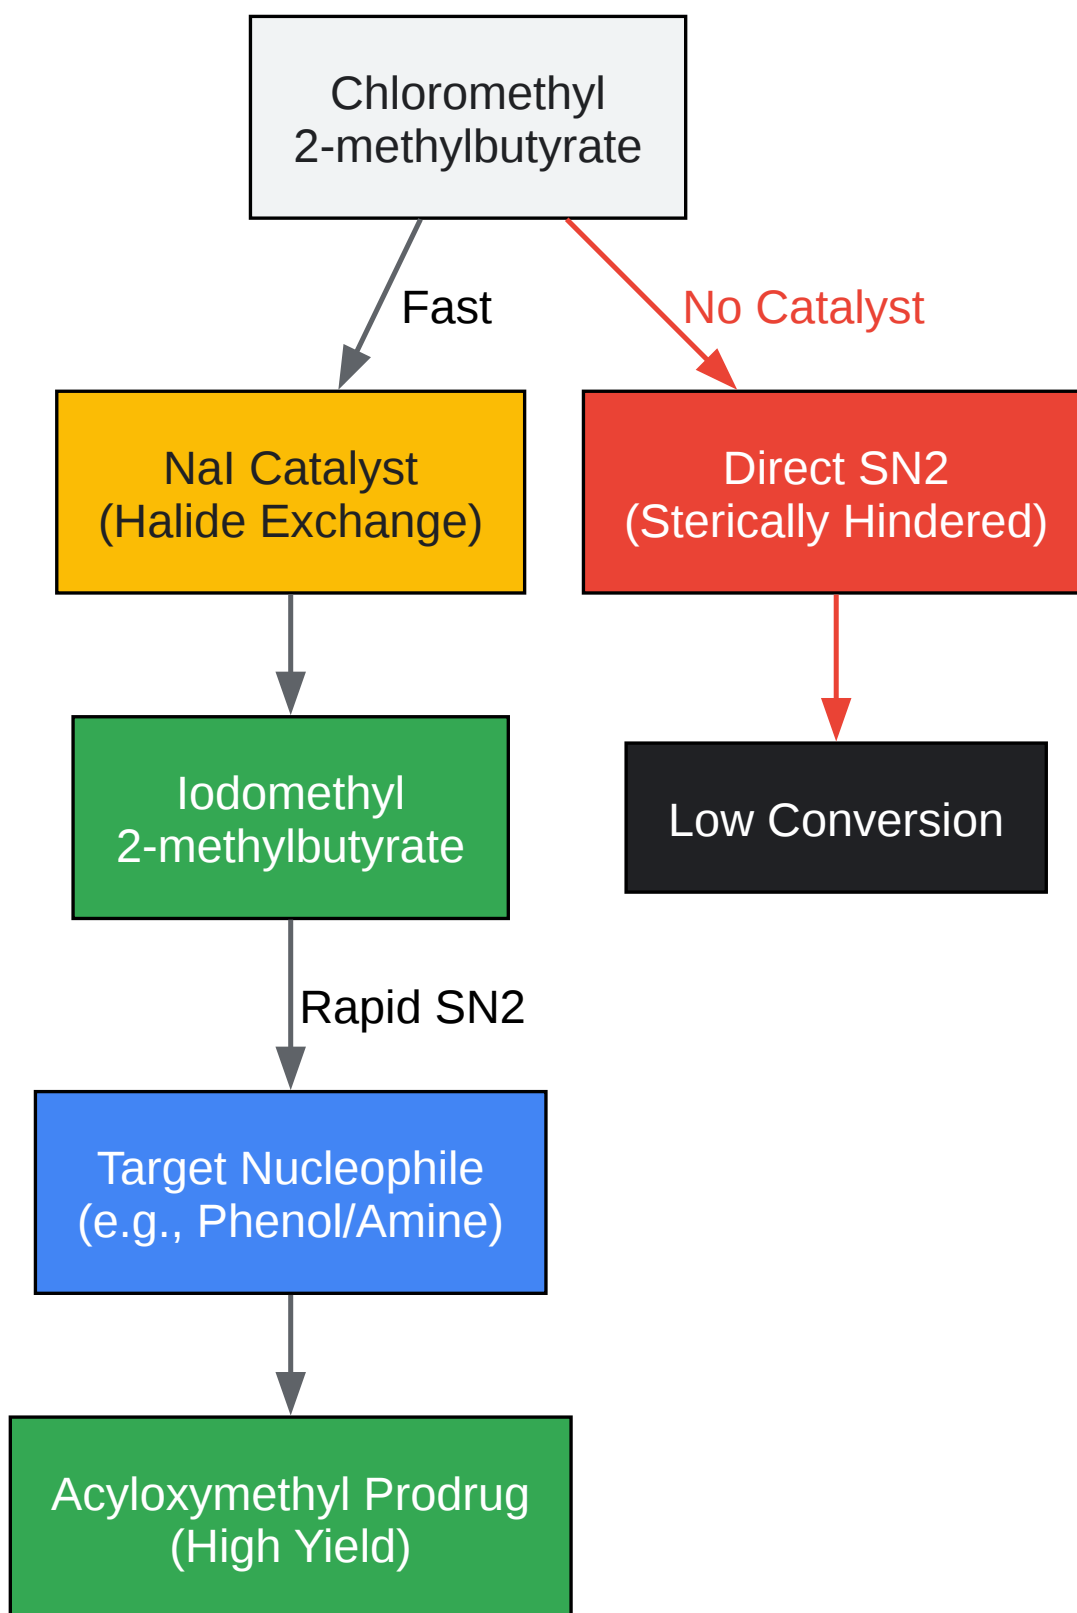 Chloromethyl
2-methylbutyrate
Fast
No Catalyst
NaI Catalyst
(Halide Exchange)
Direct SN2
(Sterically Hindered)
Iodomethyl
2-methylbutyrate
Low Conversion
Rapid SN2
Target Nucleophile
(e.g., Phenol/Amine)
Acyloxymethyl Prodrug
(High Yield)